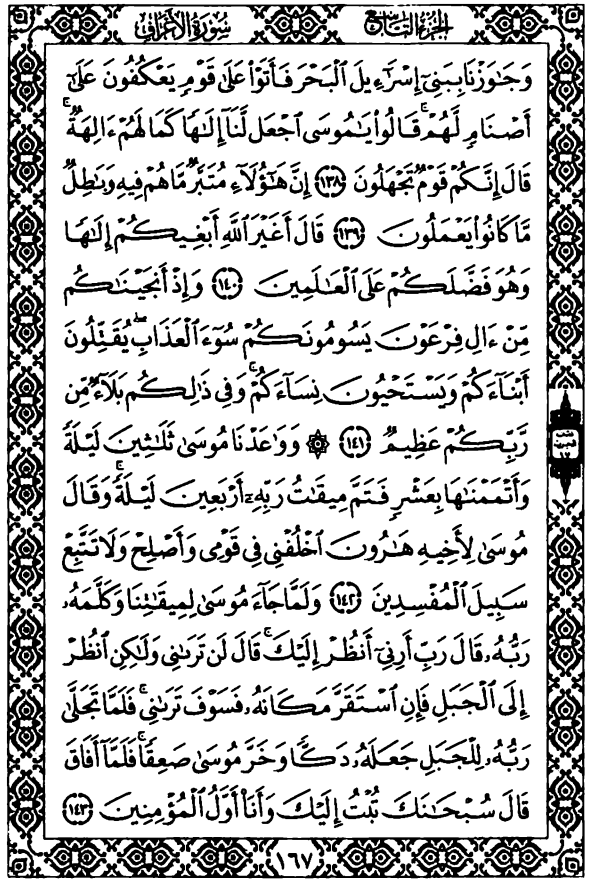 سورة الأعراف
الجزء التاسع
وَجَٰوَزْنَا بِبَنِىٓ إِسْرَٰٓءِيلَ ٱلْبَحْرَ فَأَتَوْا۟ عَلَىٰ قَوْمٍ يَعْكُفُونَ عَلَىٰٓ
أَصْنَامٍ لَّهُمْ ۚ قَالُوا۟ يَٰمُوسَى ٱجْعَل لَّنَآ إِلَٰهًا كَمَا لَهُمْ ءَالِهَةٌ ۚ
قَالَ إِنَّكُمْ قَوْمٌ تَجْهَلُونَ ١٣٨ إِنَّ هَٰٓؤُلَآءِ مُتَبَّرٌ مَّا هُمْ فِيهِ وَبَٰطِلٌ
مَّا كَانُوا۟ يَعْمَلُونَ ١٣٩ قَالَ أَغَيْرَ ٱللَّهِ أَبْغِيكُمْ إِلَٰهًا
وَهُوَ فَضَّلَكُمْ عَلَى ٱلْعَٰلَمِينَ ١٤٠ وَإِذْ أَنجَيْنَٰكُم
مِّنْ ءَالِ فِرْعَوْنَ يَسُومُونَكُمْ سُوٓءَ ٱلْعَذَابِ ۖ يُقَتِّلُونَ
أَبْنَآءَكُمْ وَيَسْتَحْيُونَ نِسَآءَكُمْ ۚ وَفِى ذَٰلِكُم بَلَآءٌ مِّن
رَّبِّكُمْ عَظِيمٌ ١٤١ ۞ وَوَٰعَدْنَا مُوسَىٰ ثَلَٰثِينَ لَيْلَةً
وَأَتْمَمْنَٰهَا بِعَشْرٍ فَتَمَّ مِيقَٰتُ رَبِّهِۦٓ أَرْبَعِينَ لَيْلَةً ۚ وَقَالَ
مُوسَىٰ لِأَخِيهِ هَٰرُونَ ٱخْلُفْنِى فِى قَوْمِى وَأَصْلِحْ وَلَا تَتَّبِعْ
سَبِيلَ ٱلْمُفْسِدِينَ ١٤٢ وَلَمَّا جَآءَ مُوسَىٰ لِمِيقَٰتِنَا وَكَلَّمَهُۥ
رَبُّهُۥ قَالَ رَبِّ أَرِنِىٓ أَنظُرْ إِلَيْكَ ۚ قَالَ لَن تَرَىٰنِى وَلَٰكِنِ ٱنظُرْ
إِلَى ٱلْجَبَلِ فَإِنِ ٱسْتَقَرَّ مَكَانَهُۥ فَسَوْفَ تَرَىٰنِى ۚ فَلَمَّا تَجَلَّىٰ
رَبُّهُۥ لِلْجَبَلِ جَعَلَهُۥ دَكًّا وَخَرَّ مُوسَىٰ صَعِقًا ۚ فَلَمَّآ أَفَاقَ
قَالَ سُبْحَٰنَكَ تُبْتُ إِلَيْكَ وَأَنَا۠ أَوَّلُ ٱلْمُؤْمِنِينَ ١٤٣
١٦٧